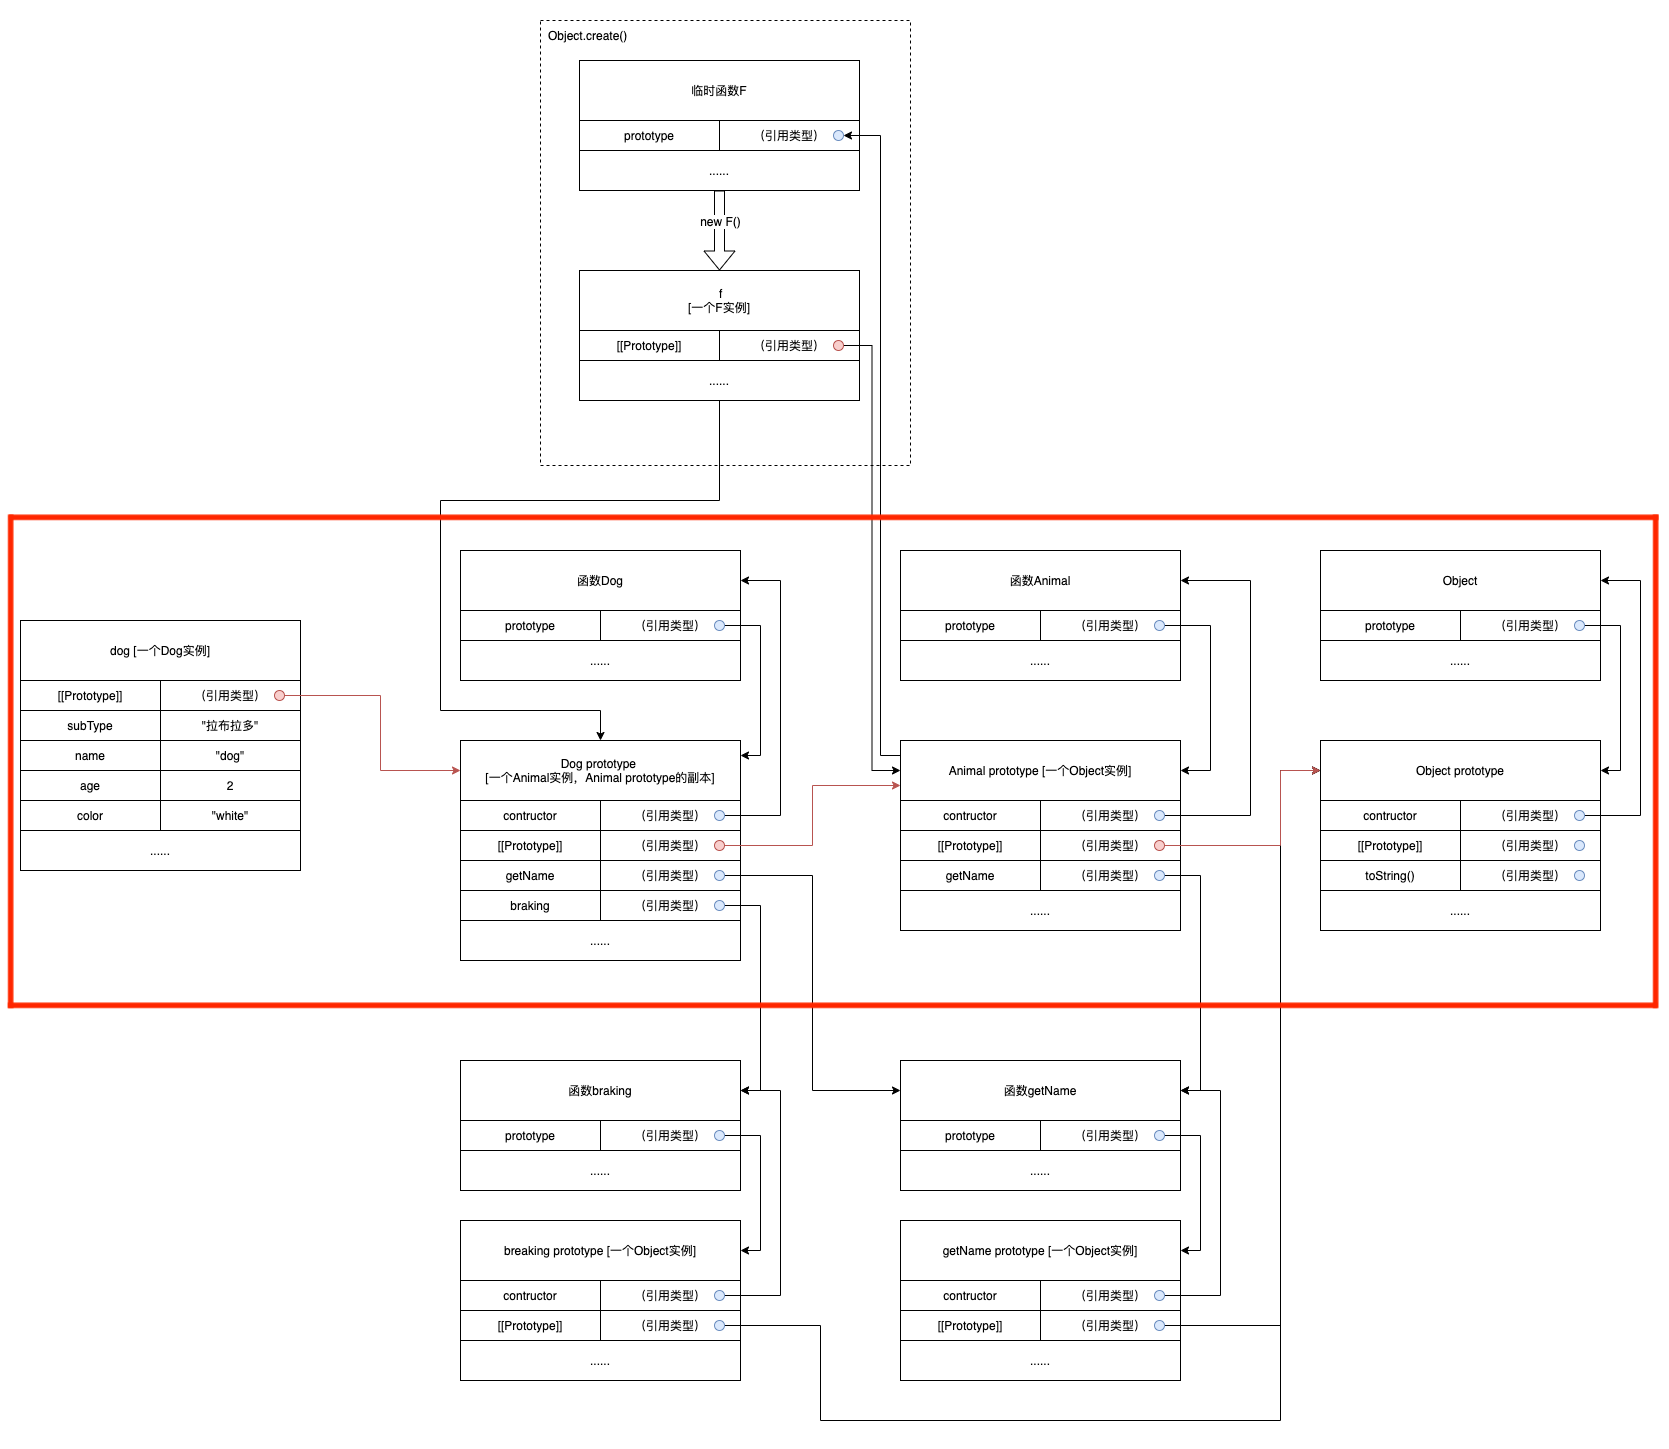 Object.create()
临时函数F
prototype (引用类型)
......
new F()
f
[一个F实例]
[[Prototype]] (引用类型)
......
函数Dog
prototype (引用类型)
......
函数Animal
prototype (引用类型)
......
Object
prototype (引用类型)
......
dog [一个Dog实例]
[[Prototype]] (引用类型)
subType "拉布拉多"
name "dog"
age 2
color "white"
......
Dog prototype
[一个Animal实例，Animal prototype的副本]
contructor (引用类型)
[[Prototype]] (引用类型)
getName (引用类型)
braking (引用类型)
......
Animal prototype [一个Object实例]
contructor (引用类型)
[[Prototype]] (引用类型)
getName (引用类型)
......
Object prototype
contructor (引用类型)
[[Prototype]] (引用类型)
toString() (引用类型)
......
函数braking
prototype (引用类型)
......
函数getName
prototype (引用类型)
......
breaking prototype [一个Object实例]
contructor (引用类型)
[[Prototype]] (引用类型)
......
getName prototype [一个Object实例]
contructor (引用类型)
[[Prototype]] (引用类型)
......